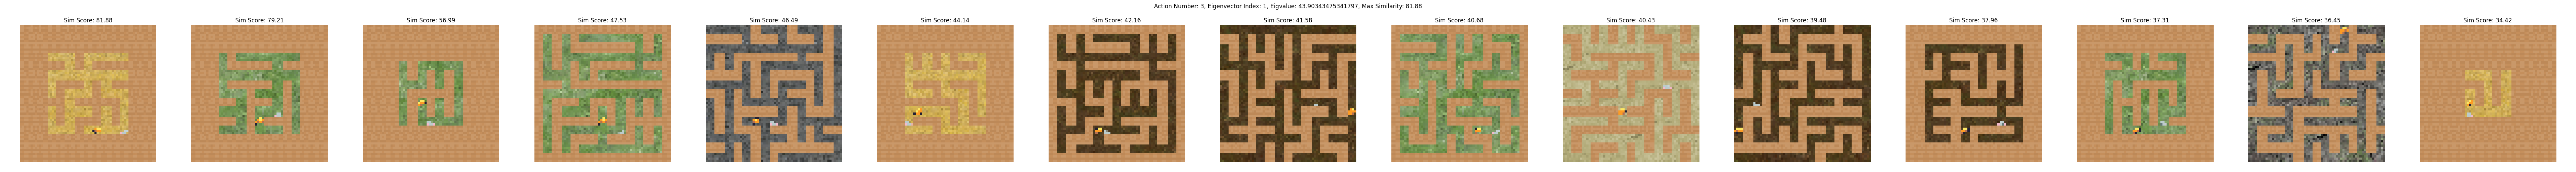 Action Number: 3, Eigenvector Index: 1, Eigvalue: 43.90343475341797, Max Similarity: 81.88
Sim Score: 81.88
Sim Score: 79.21
Sim Score: 56.99
Sim Score: 47.53
Sim Score: 46.49
Sim Score: 44.14
Sim Score: 42.16
Sim Score: 41.58
Sim Score: 40.68
Sim Score: 40.43
Sim Score: 39.48
Sim Score: 37.96
Sim Score: 37.31
Sim Score: 36.45
Sim Score: 34.42